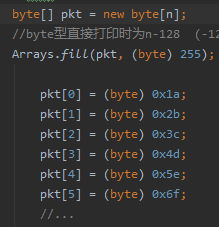 byte[] pkt = new byte[n];
//byte型直接打印时为n-128 (-12
Arrays.fill(pkt, (byte) 255);
pkt[0] = (byte) 0x1a;
pkt[1] = (byte) 0x2b;
pkt[2] = (byte) 0x3c;
pkt[3] = (byte) 0x4d;
pkt[4] = (byte) 0x5e;
pkt[5] = (byte) 0x6f;
//...